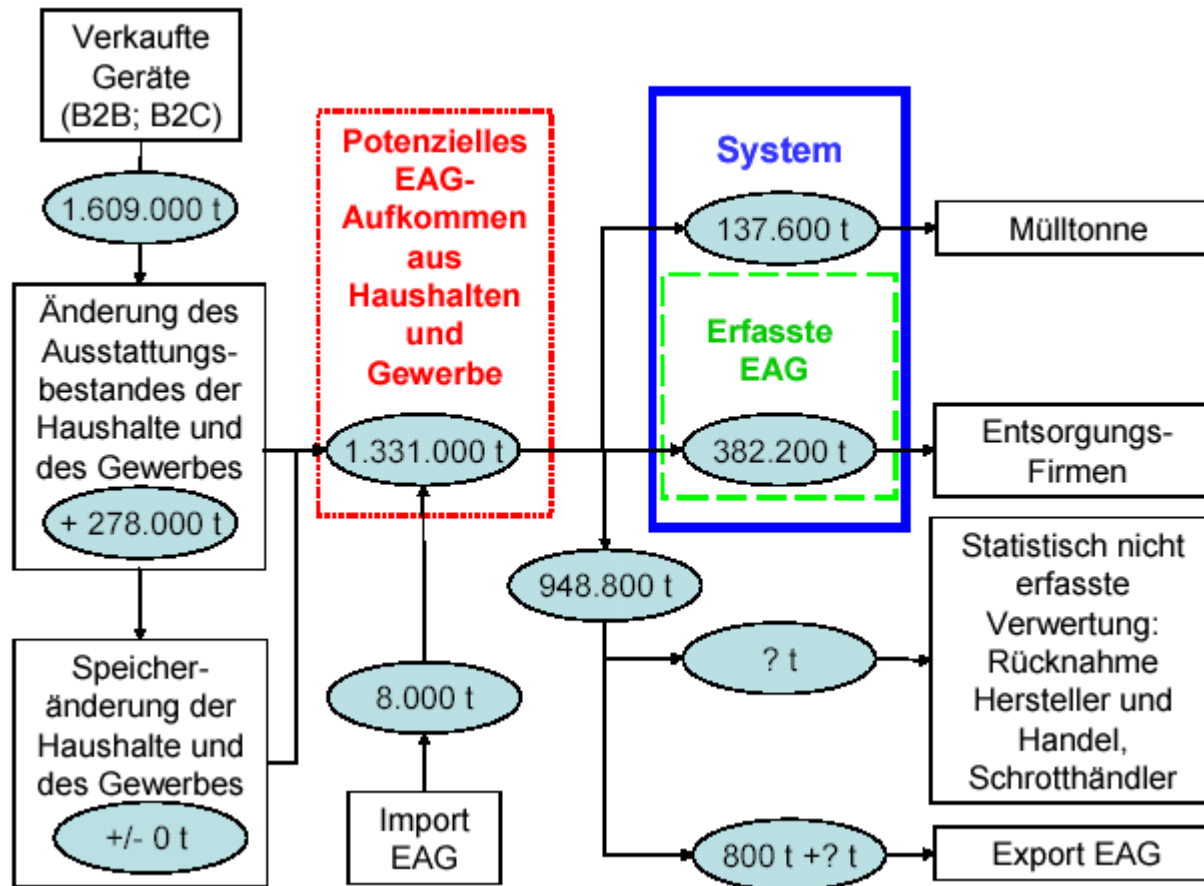 Verkaufte
Geräte
(B2B; B2C)
1.609.000 t
Änderung des
Ausstattungs-
bestandes der
Haushalte und
des Gewerbes
+ 278.000 t
Speicher-
änderung der
Haushalte und
des Gewerbes
+/- 0 t
Potenzielles
EAG-
Aufkommen
aus
Haushalten
und
Gewerbe
1.331.000 t
8.000 t
Import
EAG
System
137.600 t
Erfasste
EAG
382.200 t
948.800 t
? t
800 t +? t
Mülltonne
Entsorgungs-
Firmen
Statistisch nicht
erfasste
Verwertung:
Rücknahme
Hersteller und
Handel,
Schrotthändler
Export EAG